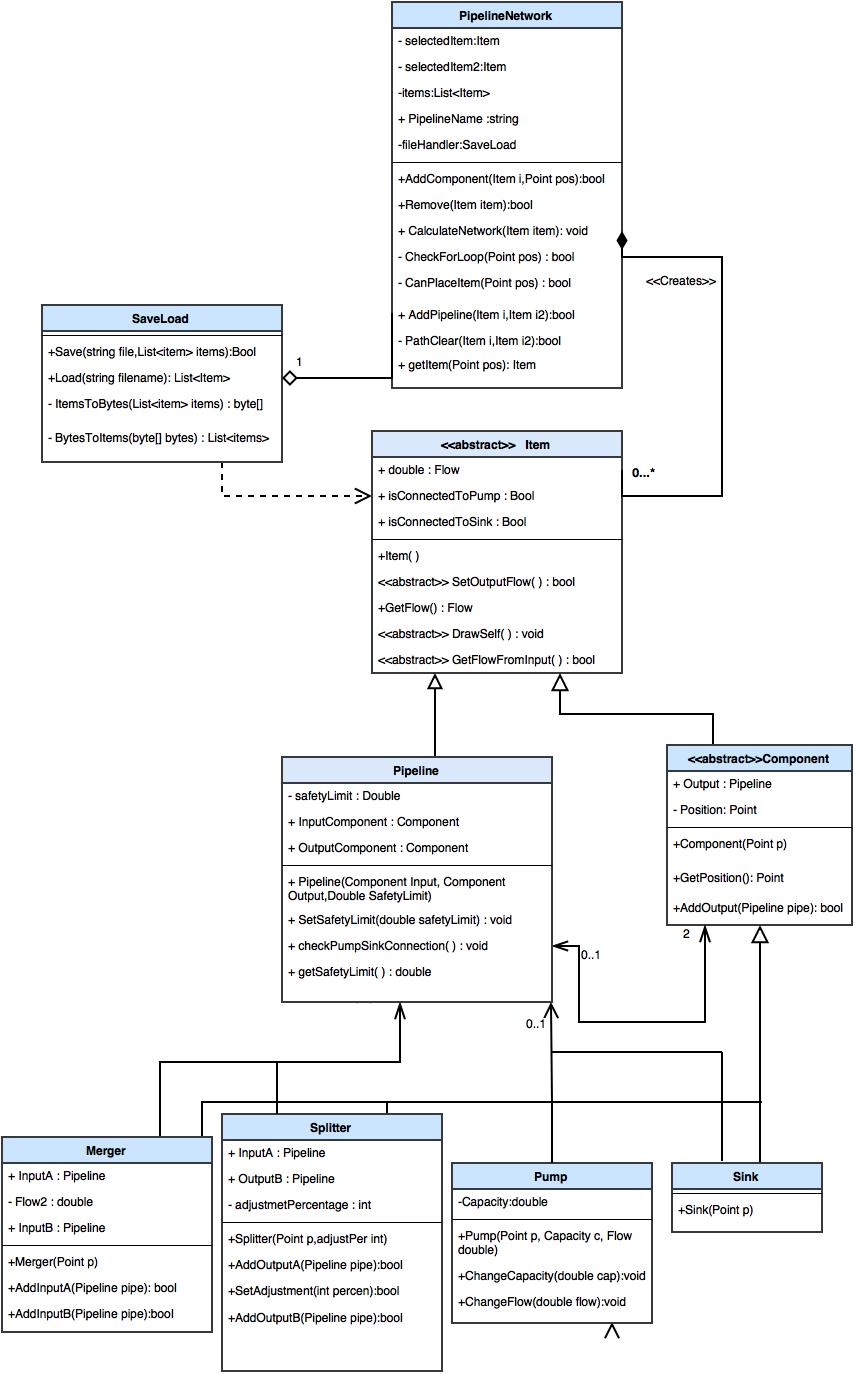 PipelineNetwork
- selectedItem:Item
- selectedItem2:Item
-items:List<Item>
+ PipelineName :string
-fileHandler:SaveLoad
+AddComponent(Item i,Point pos):bool
+Remove(Item item):bool
+ CalculateNetwork(Item item): void
- CheckForLoop(Point pos) : bool
- CanPlaceItem(Point pos) : bool
+ AddPipeline(Item i,Item i2):bool
- PathClear(Item i,Item i2):bool
+ getItem(Point pos): Item
<<Creates>>
SaveLoad
+Save(string file,List<item> items):Bool
+Load(string filename): List<Item>
- ItemsToBytes(List<item> items) : byte[]
- BytesToItems(byte[] bytes) : List<items>
1
<<abstract>> Item
+ double : Flow
+ isConnectedToPump : Bool
+ isConnectedToSink : Bool
+Item( )
<<abstract>> SetOutputFlow( ) : bool
+GetFlow() : Flow
<<abstract>> DrawSelf( ) : void
<<abstract>> GetFlowFromInput( ) : bool
0...*
Pipeline
- safetyLimit : Double
+ InputComponent : Component
+ OutputComponent : Component
+ Pipeline(Component Input, Component
Output,Double SafetyLimit)
+ SetSafetyLimit(double safetyLimit) : void
+ checkPumpSinkConnection( ) : void
+ getSafetyLimit( ) : double
<<abstract>>Component
+ Output : Pipeline
- Position: Point
+Component(Point p)
+GetPosition(): Point
+AddOutput(Pipeline pipe): bool
2
0..1
0..1
Merger
+ InputA : Pipeline
- Flow2 : double
+ InputB : Pipeline
+Merger(Point p)
+AddInputA(Pipeline pipe): bool
+AddInputB(Pipeline pipe):bool
Splitter
+ InputA : Pipeline
+ OutputB : Pipeline
- adjustmetPercentage : int
+Splitter(Point p,adjustPer int)
+AddOutputA(Pipeline pipe):bool
+SetAdjustment(int percen):bool
+AddOutputB(Pipeline pipe):bool
Pump
-Capacity:double
+Pump(Point p, Capacity c, Flow
double)
+ChangeCapacity(double cap):void
+ChangeFlow(double flow):void
Sink
+Sink(Point p)